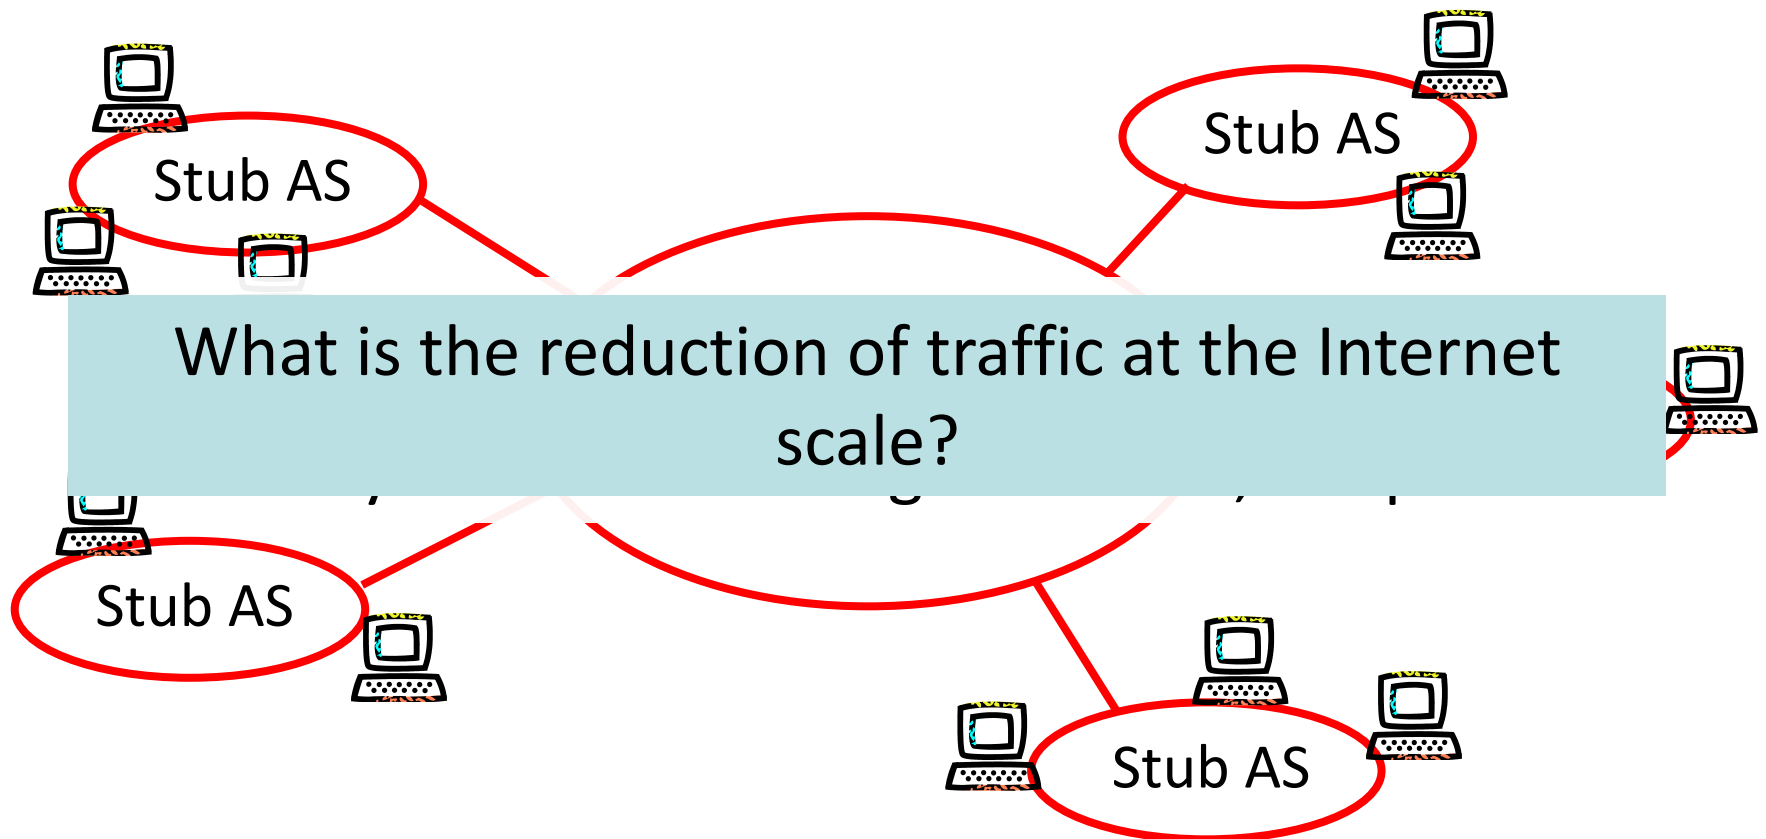 Stub AS
Stub AS
What is the reduction of traffic at the Internet
scale?
Stub AS
Stub AS